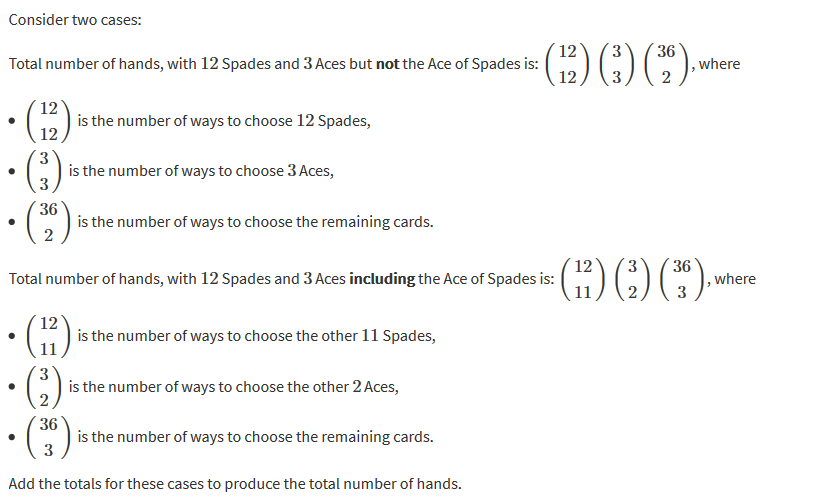 Consider two cases:
Total number of hands, with 12 Spades and 3 Aces but not the Ace of Spades is: $\binom{12}{12}\binom{3}{3}\binom{36}{2}$, where
• $\binom{12}{12}$ is the number of ways to choose 12 Spades,
• $\binom{3}{3}$ is the number of ways to choose 3 Aces,
• $\binom{36}{2}$ is the number of ways to choose the remaining cards.
Total number of hands, with 12 Spades and 3 Aces including the Ace of Spades is: $\binom{12}{11}\binom{3}{2}\binom{36}{3}$, where
• $\binom{12}{11}$ is the number of ways to choose the other 11 Spades,
• $\binom{3}{2}$ is the number of ways to choose the other 2 Aces,
• $\binom{36}{3}$ is the number of ways to choose the remaining cards.
Add the totals for these cases to produce the total number of hands.